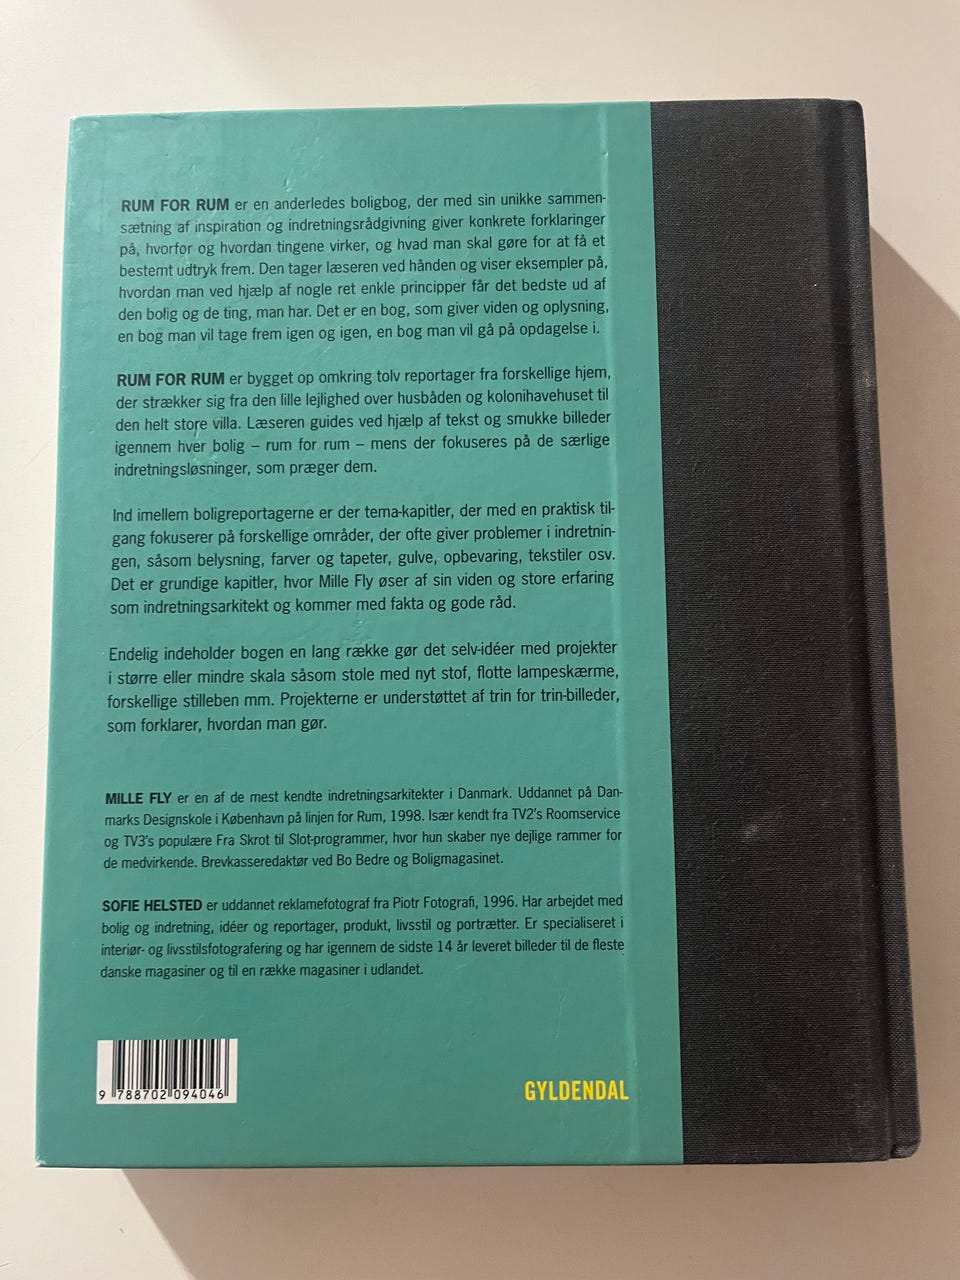 RUM FOR RUM er en anderledes boligbog, der med sin unikke sammen-
sætning af inspiration og indretningsrådgivning giver konkrete forklaringer
på, hvorfor og hvordan tingene virker, og hvad man skal gøre for at få et
bestemt udtryk frem. Den tager læseren ved hånden og viser eksempler på,
hvordan man ved hjælp af nogle ret enkle principper får det bedste ud af
den bolig og de ting, man har. Det er en bog, som giver viden og oplysning,
en bog man vil tage frem igen og igen, en bog man vil gå på opdagelse i.
RUM FOR RUM er bygget op omkring tolv reportager fra forskellige hjem,
der strækker sig fra den lille lejlighed over husbåden og kolonihavehuset til
den helt store villa. Læseren guides ved hjælp af tekst og smukke billeder
igennem hver bolig – rum for rum – mens der fokuseres på de særlige
indretningsløsninger, som præger dem.
Ind imellem boligreportagerne er der tema-kapitler, der med en praktisk til-
gang fokuserer på forskellige områder, der ofte giver problemer i indretnin-
gen, såsom belysning, farver og tapeter, gulve, opbevaring, tekstiler osv.
Det er grundige kapitler, hvor Mille Fly øser af sin viden og store erfaring
som indretningsarkitekt og kommer med fakta og gode råd.
Endelig indeholder bogen en lang række gør det selv-idéer med projekter
i større eller mindre skala såsom stole med nyt stof, flotte lampeskærme,
forskellige stilleben mm. Projekterne er understøttet af trin for trin-billeder,
som forklarer, hvordan man gør.
MILLE FLY er en af de mest kendte indretningsarkitekter i Danmark. Uddannet på Dan-
marks Designskole i København på linjen for Rum, 1998. Især kendt fra TV2's Roomservice
og TV3's populære Fra Skrot til Slot-programmer, hvor hun skaber nye dejlige rammer for
de medvirkende. Brevkasseredaktør ved Bo Bedre og Boligmagasinet.
SOFIE HELSTED er uddannet reklamefotograf fra Piotr Fotografi, 1996. Har arbejdet med
bolig og indretning, idéer og reportager, produkt, livsstil og portrætter. Er specialiseret i
interiør- og livsstilsfotografering og har igennem de sidste 14 år leveret billeder til de fleste
danske magasiner og til en række magasiner i udlandet.
9 788702 094046
GYLDENDAL